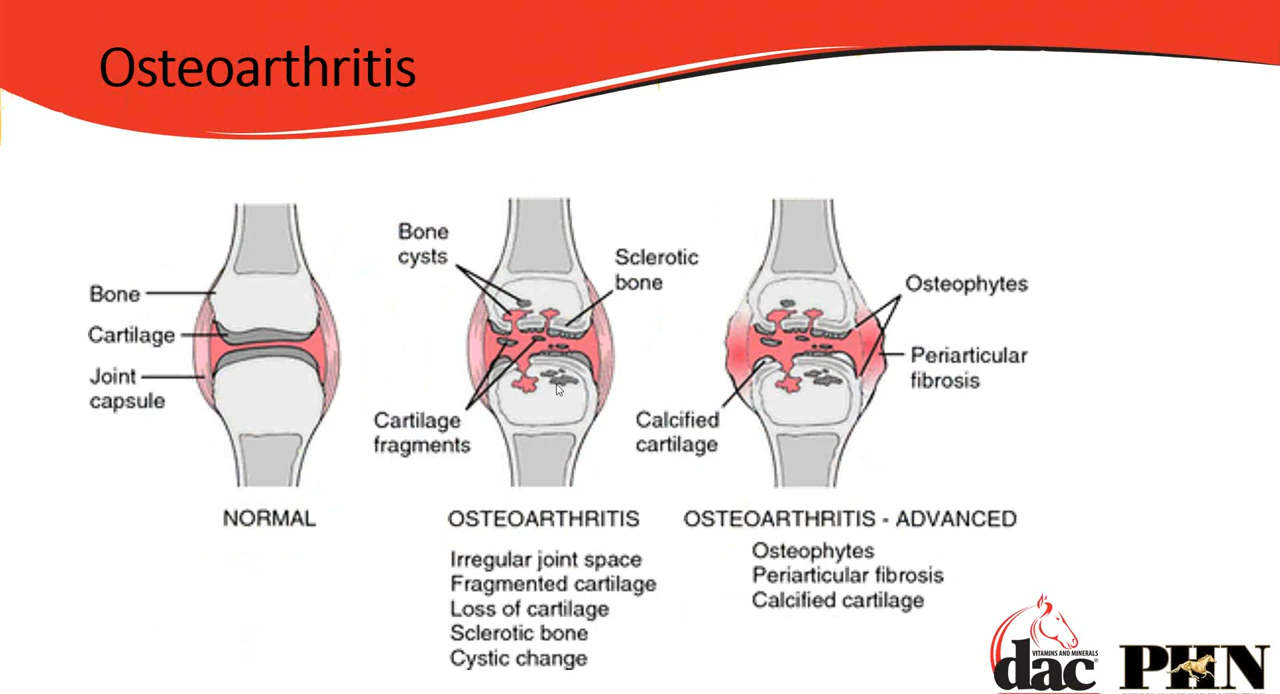 Osteoarthritis
Bone
Cartilage
Joint
capsule
NORMAL
Bone
cysts
Sclerotic
bone
Cartilage
fragments
OSTEOARTHRITIS
Irregular joint space
Fragmented cartilage
Loss of cartilage
Sclerotic bone
Cystic change
Osteophytes
Periarticular
fibrosis
Calcified
cartilage
OSTEOARTHRITIS - ADVANCED
Osteophytes
Periarticular fibrosis
Calcified cartilage
dac®
VITAMINS AND MINERALS
PHN